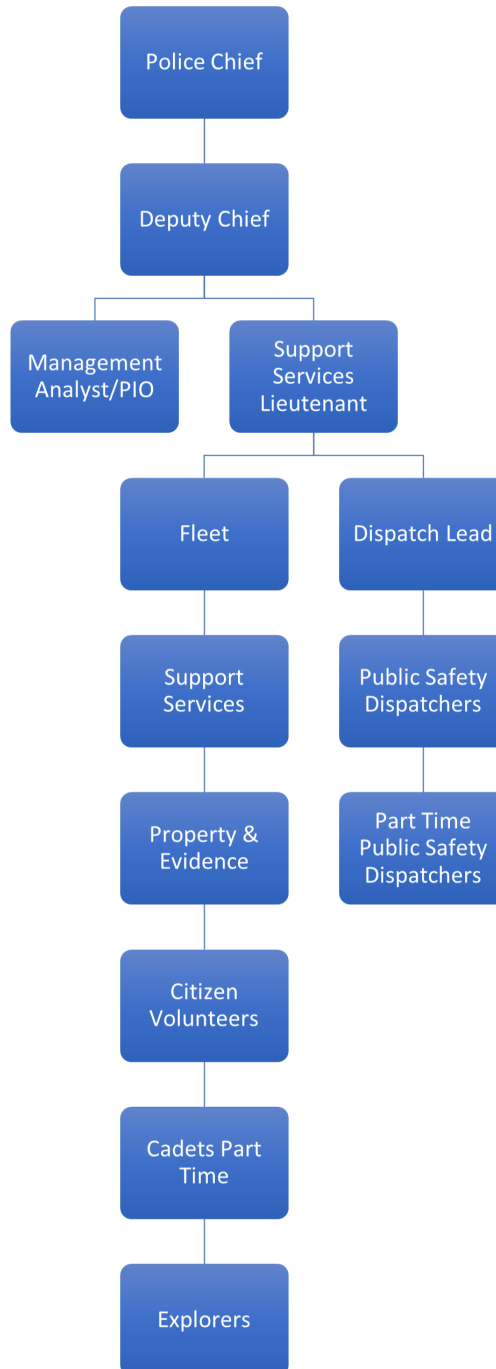 Police Chief
Deputy Chief
Management
Analyst/PIO
Support
Services
Lieutenant
Fleet
Dispatch Lead
Support
Services
Public Safety
Dispatchers
Property &
Evidence
Part Time
Public Safety
Dispatchers
Citizen
Volunteers
Cadets Part
Time
Explorers